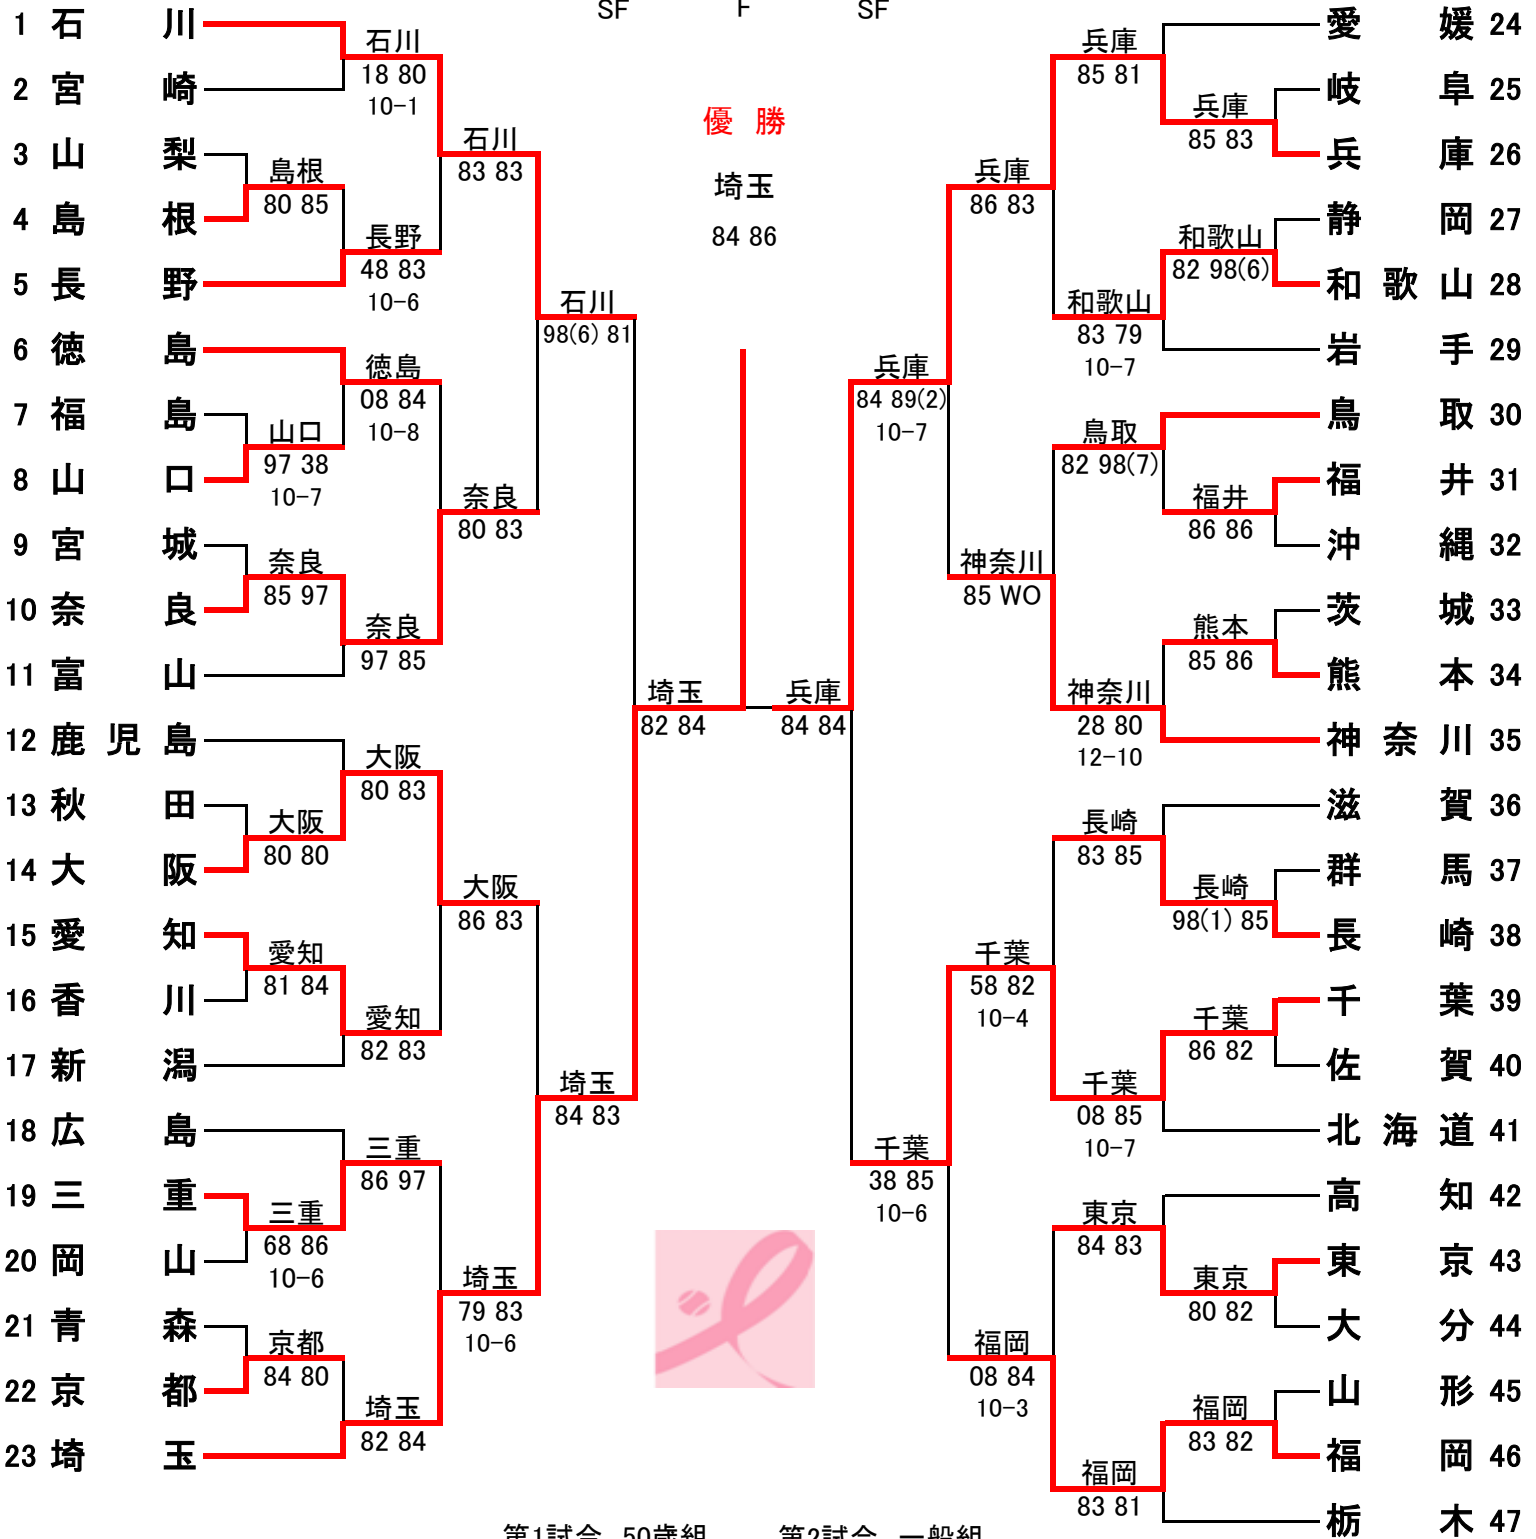 SF F SF
1 石川
2 宮崎
3 山梨
4 島根
5 長野
6 徳島
7 福島
8 山口
9 宮城
10 奈良
11 富山
12 鹿児島
13 秋田
14 大阪
15 愛知
16 香川
17 新潟
18 広島
19 三重
20 岡山
21 青森
22 京都
23 埼玉
島根
80 85
山口
97 38
10-7
奈良
85 97
大阪
80 80
愛知
81 84
三重
68 86
10-6
京都
84 80
石川
18 80
10-1
長野
48 83
10-6
徳島
08 84
10-8
奈良
97 85
大阪
80 83
愛知
82 83
三重
86 97
埼玉
82 84
石川
83 83
奈良
80 83
大阪
86 83
埼玉
79 83
10-6
石川
98(6) 81
埼玉
84 83
埼玉
82 84
優 勝
埼玉
84 86
兵庫
84 84
兵庫
84 89(2)
10-7
千葉
38 85
10-6
兵庫
86 83
神奈川
85 WO
千葉
58 82
10-4
福岡
08 84
10-3
兵庫
85 81
和歌山
83 79
10-7
鳥取
82 98(7)
神奈川
28 80
12-10
長崎
83 85
千葉
08 85
10-7
東京
84 83
福岡
83 81
兵庫
85 83
和歌山
82 98(6)
福井
86 86
熊本
85 86
長崎
98(1) 85
千葉
86 82
東京
80 82
福岡
83 82
愛媛 24
岐阜 25
兵庫 26
静岡 27
和歌山 28
岩手 29
鳥取 30
福井 31
沖縄 32
茨城 33
熊本 34
神奈川 35
滋賀 36
群馬 37
長崎 38
千葉 39
佐賀 40
北海道 41
高知 42
東京 43
大分 44
山形 45
福岡 46
栃木 47
第1試合 50歳組 第2試合 一般組